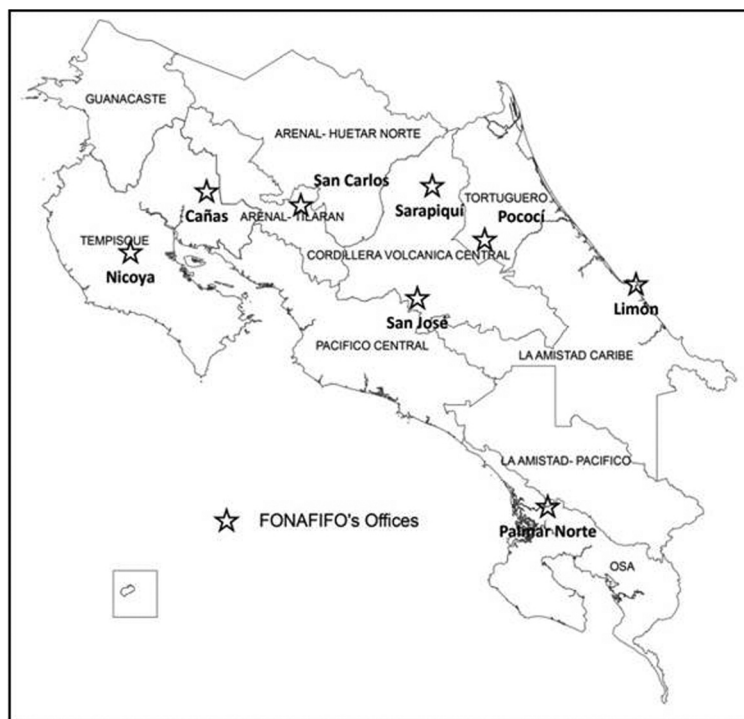 GUANACASTE
ARENAL- HUETAR NORTE
San Carlos
Cañas
ARENAL- TILARAN
Sarapiquí
TORTUGUERO
Pococí
TEMPISQUE
Nicoya
CORDILLERA VOLCANICA CENTRAL
San José
Limón
PACIFICO CENTRAL
LA AMISTAD CARIBE
LA AMISTAD- PACIFICO
FONAFIFO's Offices
Palmar Norte
OSA